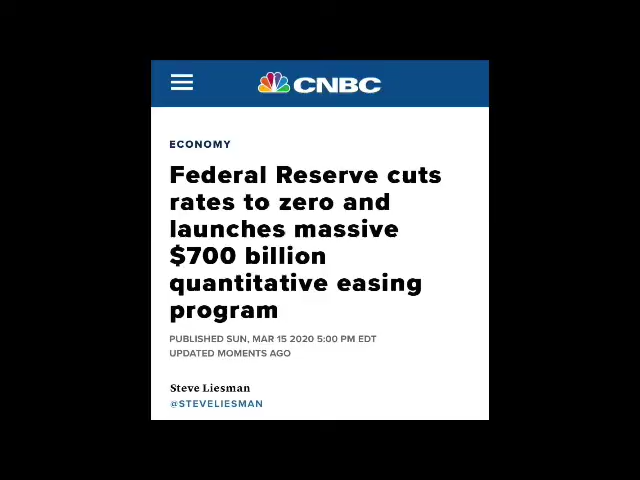 CNBC
ECONOMY
Federal Reserve cuts
rates to zero and
launches massive
$700 billion
quantitative easing
program
PUBLISHED SUN, MAR 15 2020 5:00 PM EDT
UPDATED MOMENTS AGO
Steve Liesman
@STEVELIESMAN